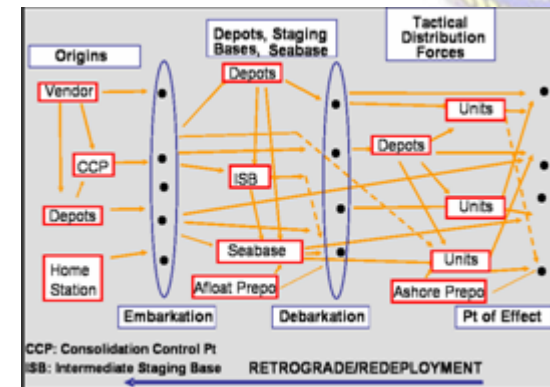 Origins
Depots, Staging
Bases, Seabase
Tactical
Distribution
Forces
Vendor
CCP
Depots
Home
Station
Depots
ISB
Seabase
Afloat Prepo
Depots
Units
Units
Units
Ashore Prepo
Embarkation
Debarkation
Pt of Effect
CCP: Consolidation Control Pt
ISB: Intermediate Staging Base
RETROGRADE/REDEPLOYMENT